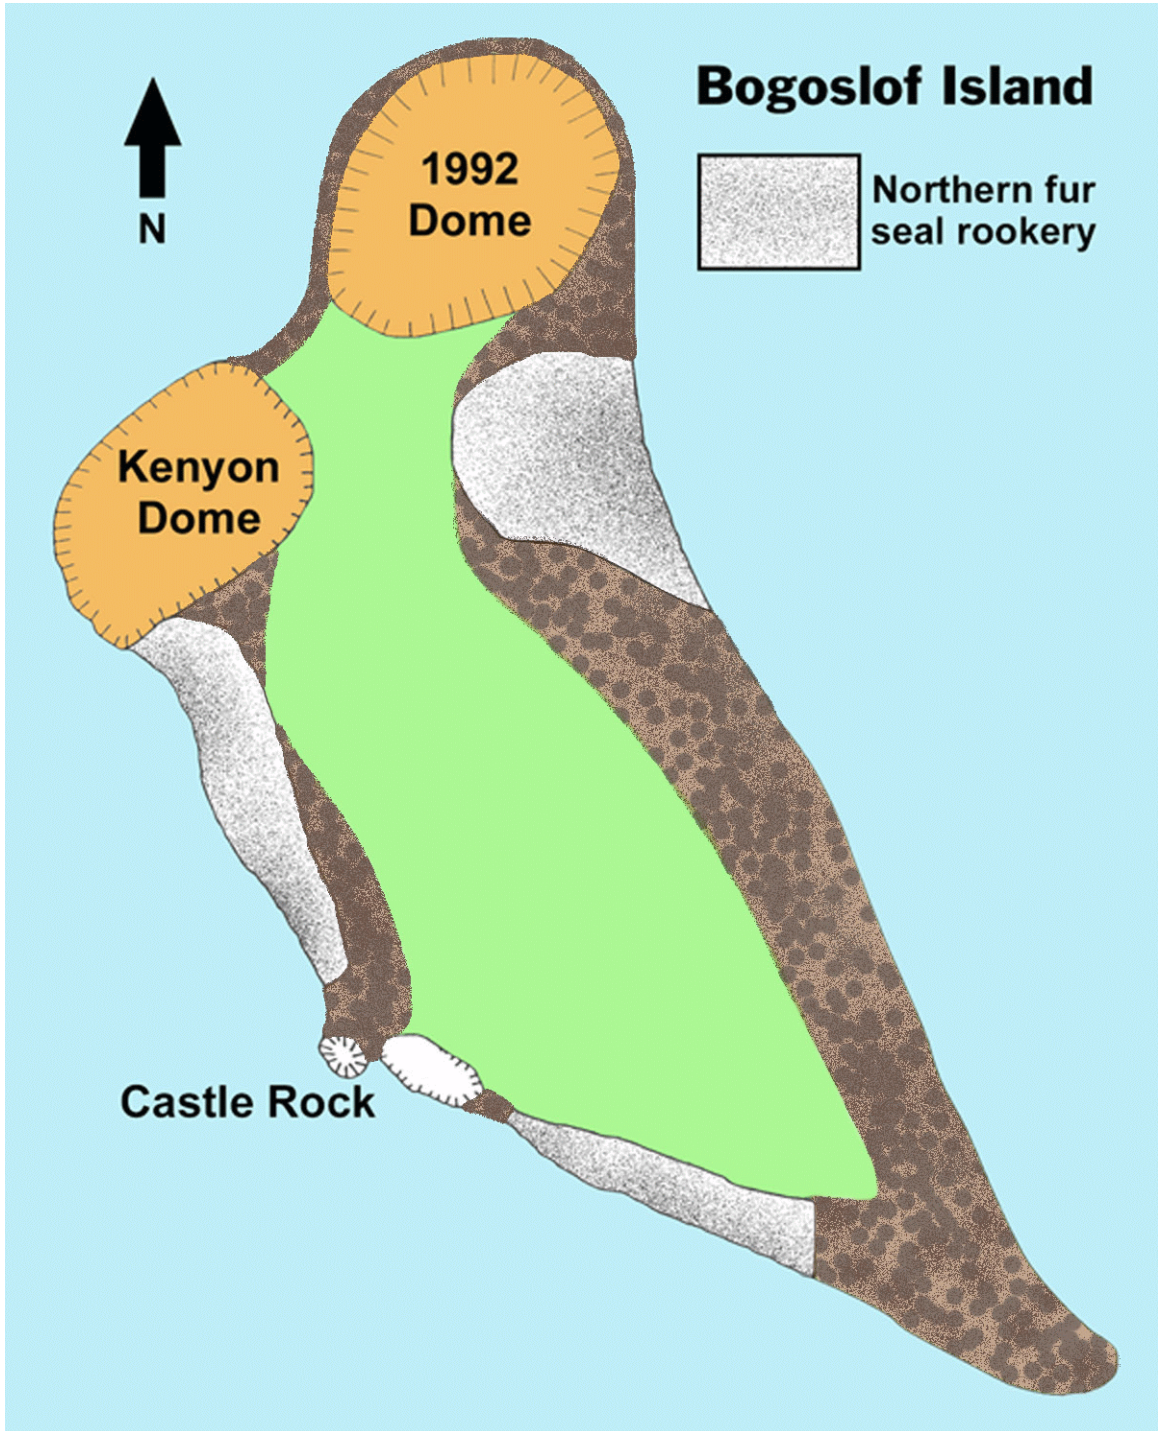 Bogoslof Island
Northern fur
seal rookery
N
1992
Dome
Kenyon
Dome
Castle Rock